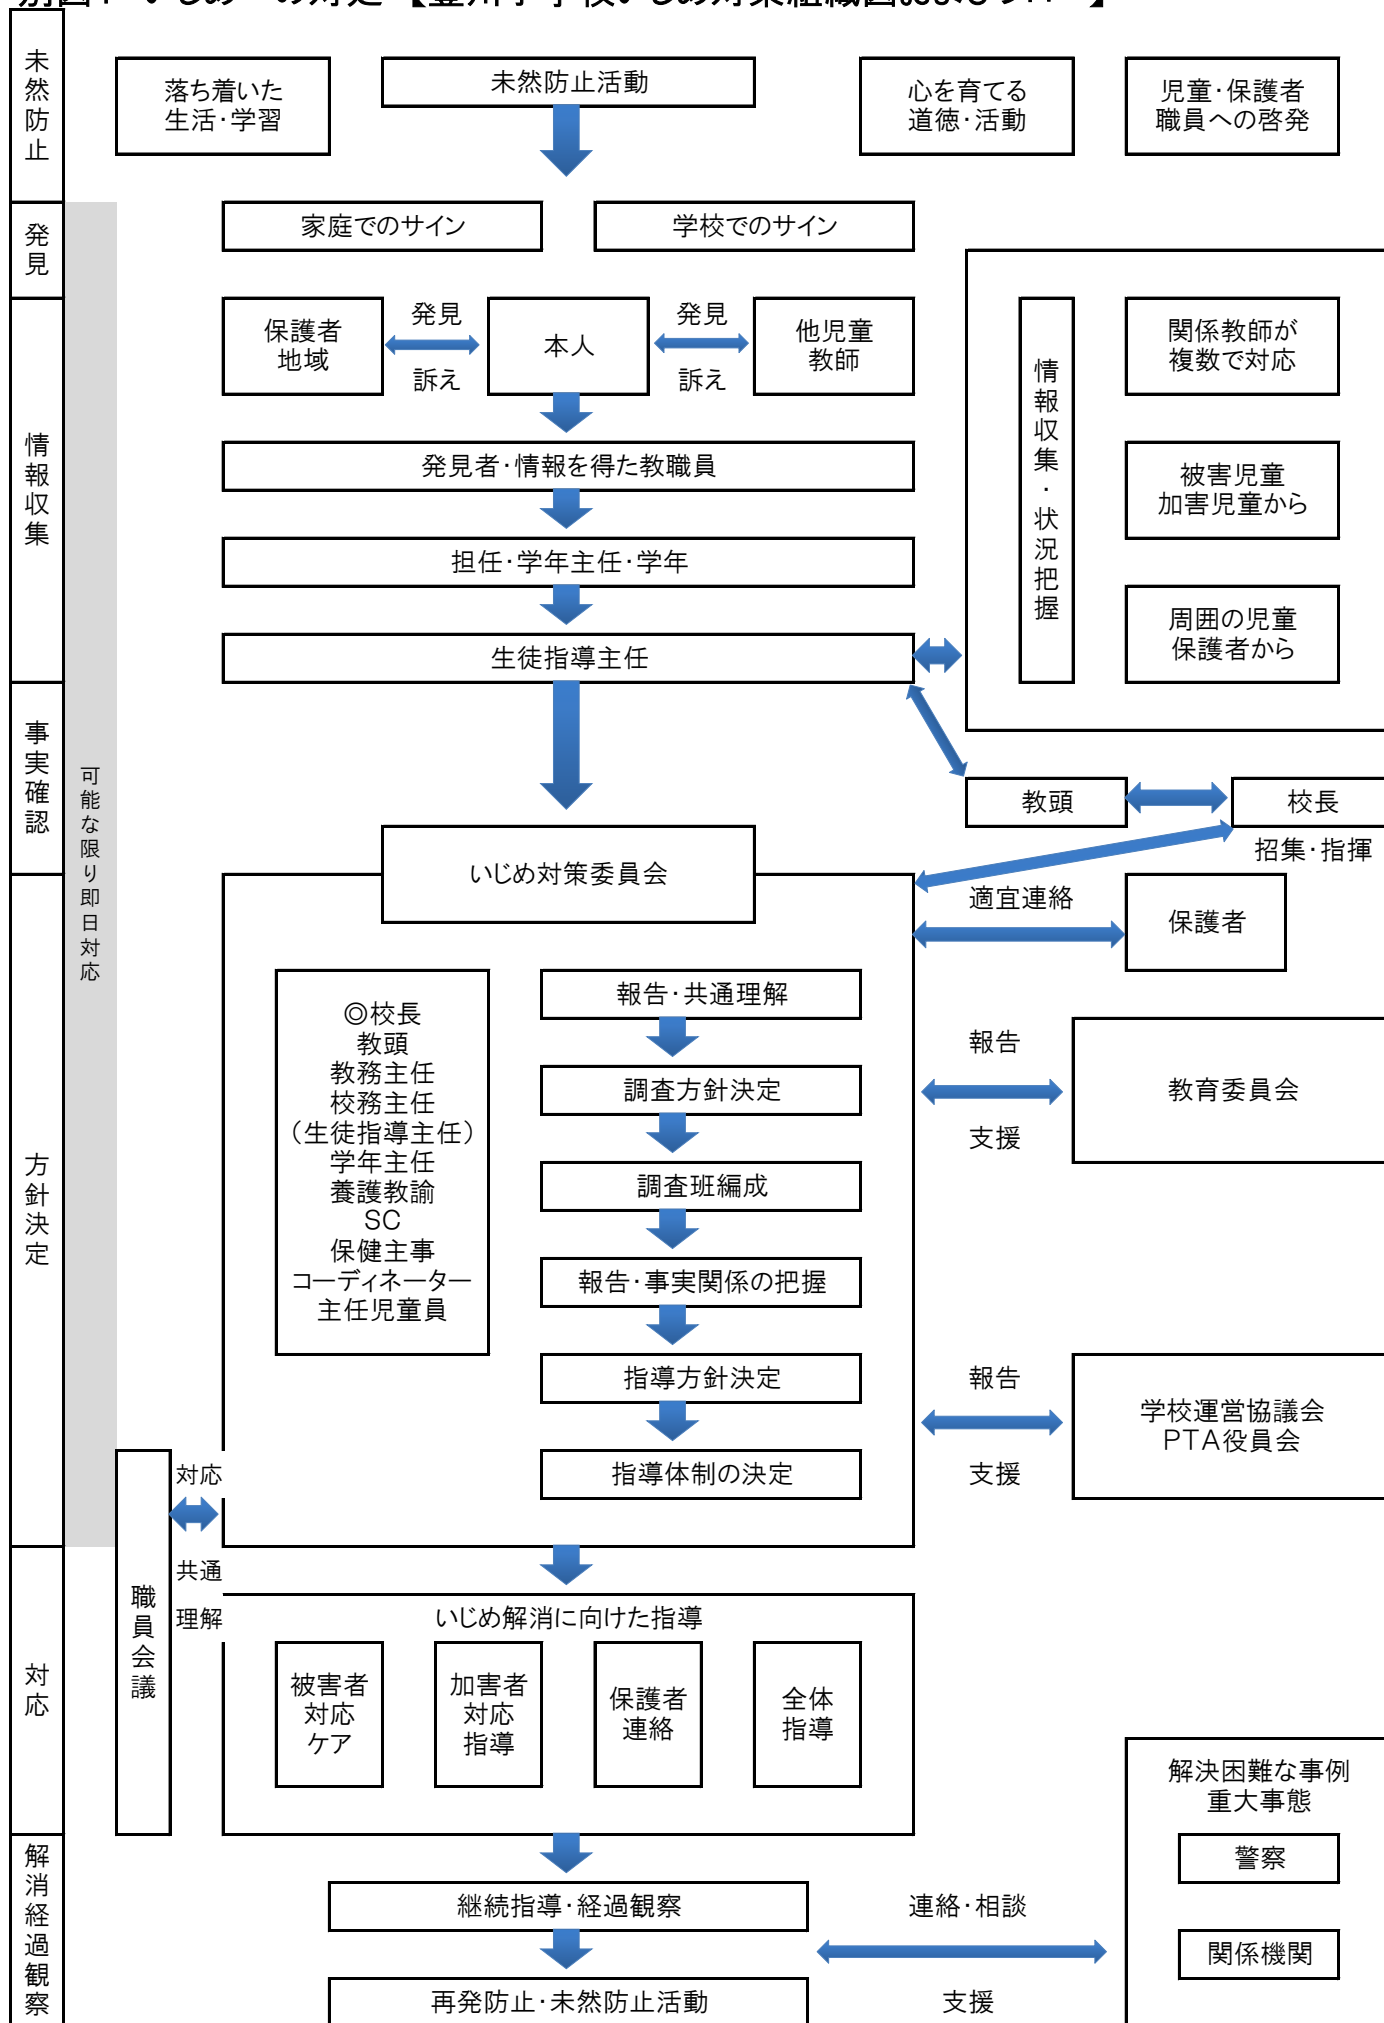 未然防止
落ち着いた
生活・学習
未然防止活動
心を育てる
道徳・活動
児童・保護者
職員への啓発
発見
家庭でのサイン
学校でのサイン
情報収集
保護者
地域
発見
訴え
本人
発見
訴え
他児童
教師
情報収集・状況把握
関係教師が
複数で対応
被害児童
加害児童から
周囲の児童
保護者から
発見者・情報を得た教職員
担任・学年主任・学年
生徒指導主任
事実確認
可能な限り即日対応
教頭
校長
招集・指揮
いじめ対策委員会
適宜連絡
保護者
方針決定
◎校長
教頭
教務主任
校務主任
（生徒指導主任）
学年主任
養護教諭
SC
保健主事
コーディネーター
主任児童員
報告・共通理解
調査方針決定
調査班編成
報告・事実関係の把握
指導方針決定
指導体制の決定
報告
支援
教育委員会
報告
支援
学校運営協議会
PTA役員会
職員会議
対応
共通
理解
対応
いじめ解消に向けた指導
被害者
対応
ケア
加害者
対応
指導
保護者
連絡
全体
指導
解決困難な事例
重大事態
警察
関係機関
解消経過観察
継続指導・経過観察
連絡・相談
支援
再発防止・未然防止活動